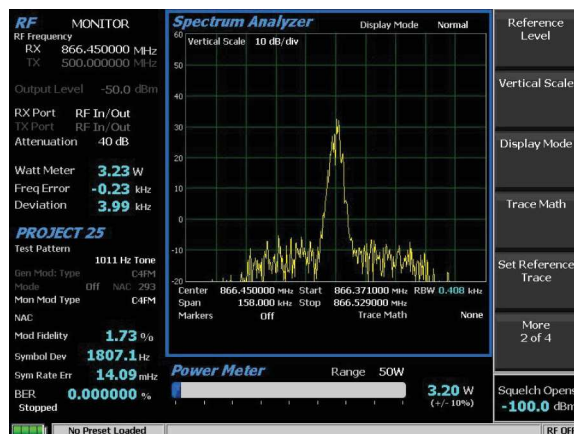 RF MONITOR
RF Frequency
RX 866.450000 MHz
TX 500.000000 MHz
Output Level -50.0 dBm
RX Port RF In/Out
TX Port RF In/Out
Attenuation 40 dB
Watt Meter 3.23 W
Freq Error -0.23 kHz
Deviation 3.99 kHz
PROJECT 25
Test Pattern
1011 Hz Tone
Gen Mod: Type C4FM
Mode Off NAC 293
Mon Mod Type C4FM
NAC
Mod Fidelity 1.73 %
Symbol Dev 1807.1 Hz
Sym Rate Err 14.09 mHz
BER 0.000000 %
Stopped
Spectrum Analyzer Display Mode Normal
60
Vertical Scale 10 dB/div
50
40
30
20
10
0
-10
-20
Center 866.450000 MHz Start 866.371000 MHz RBW 0.408 kHz
Span 158.000 kHz Stop 866.529000 MHz
Markers Off Trace Math None
Power Meter Range 50W
3.20 W
(+/- 10%)
Reference
Level
Vertical Scale
Display Mode
Trace Math
Set Reference
Trace
More
2 of 4
Squelch Opens
-100.0 dBm
No Preset Loaded RF OFF